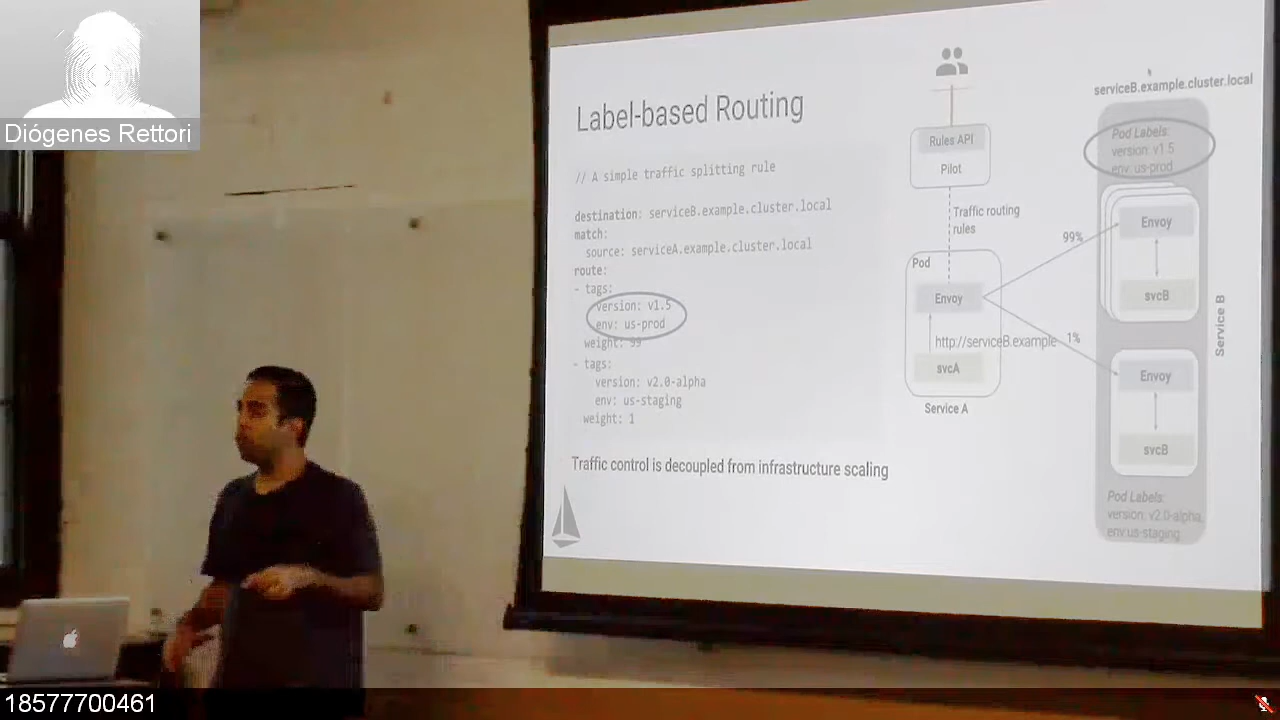 Diógenes Rettori
Label-based Routing
// A simple traffic splitting rule
destination: serviceB.example.cluster.local
match:
source: serviceA.example.cluster.local
route:
- tags:
version: v1.5
env: us-prod
weight: 99
- tags:
version: v2.0-alpha
env: us-staging
weight: 1
Traffic control is decoupled from infrastructure scaling
Rules API
Pilot
Traffic routing
rules
Pod
Envoy
http://serviceB.example
svcA
Service A
99%
1%
serviceB.example.cluster.local
Pod Labels:
version: v1.5
env: us-prod
Envoy
svcB
Envoy
svcB
Pod Labels:
version: v2.0-alpha,
env:us-staging
Service B
18577700461